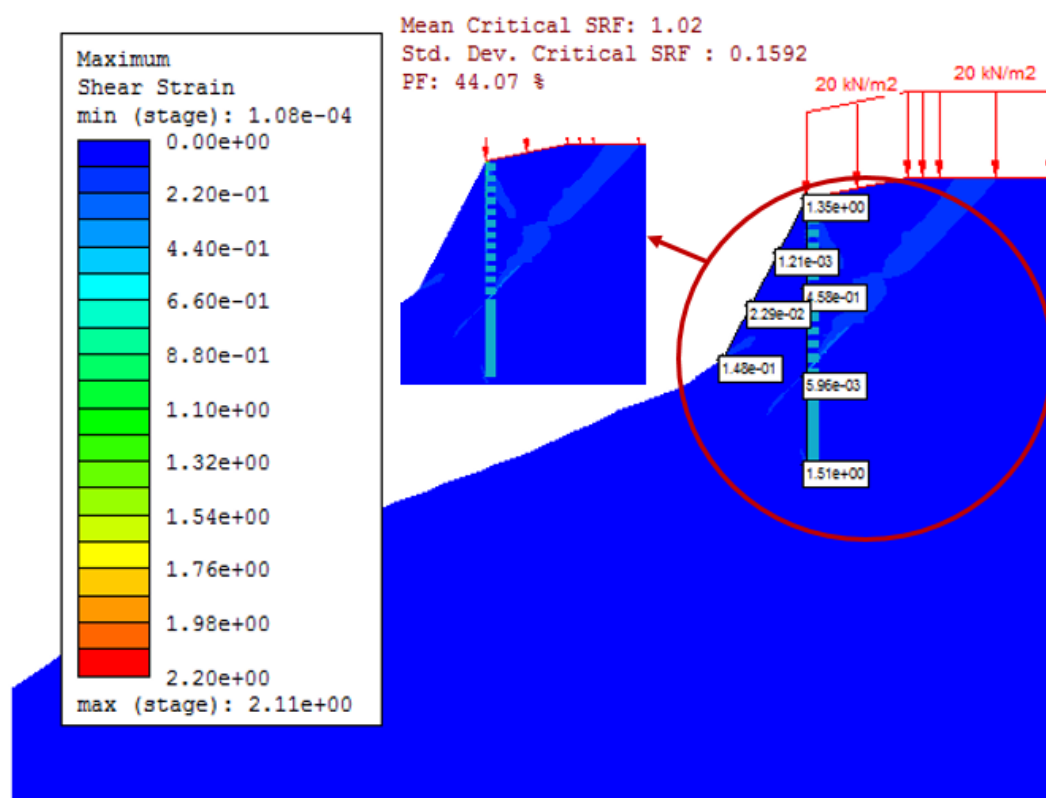 Mean Critical SRF: 1.02
Std. Dev. Critical SRF : 0.1592
PF: 44.07 %
Maximum
Shear Strain
min (stage): 1.08e-04
0.00e+00
2.20e-01
4.40e-01
6.60e-01
8.80e-01
1.10e+00
1.32e+00
1.54e+00
1.76e+00
1.98e+00
2.20e+00
max (stage): 2.11e+00
20 kN/m2
20 kN/m2
1.35e+00
1.21e-03
4.58e-01
2.29e-02
1.48e-01
5.96e-03
1.51e+00